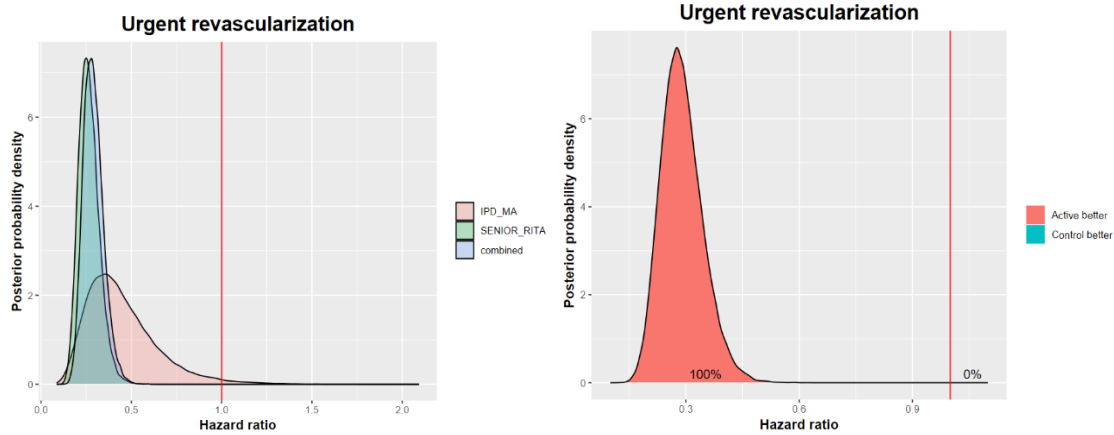 Urgent revascularization
Posterior probability density
6
4
2
0
0.0 0.5 1.0 1.5 2.0
Hazard ratio
IPD_MA
SENIOR_RITA
combined
Urgent revascularization
Posterior probability density
6
4
2
0
100%
0%
0.3 0.6 0.9
Hazard ratio
Active better
Control better